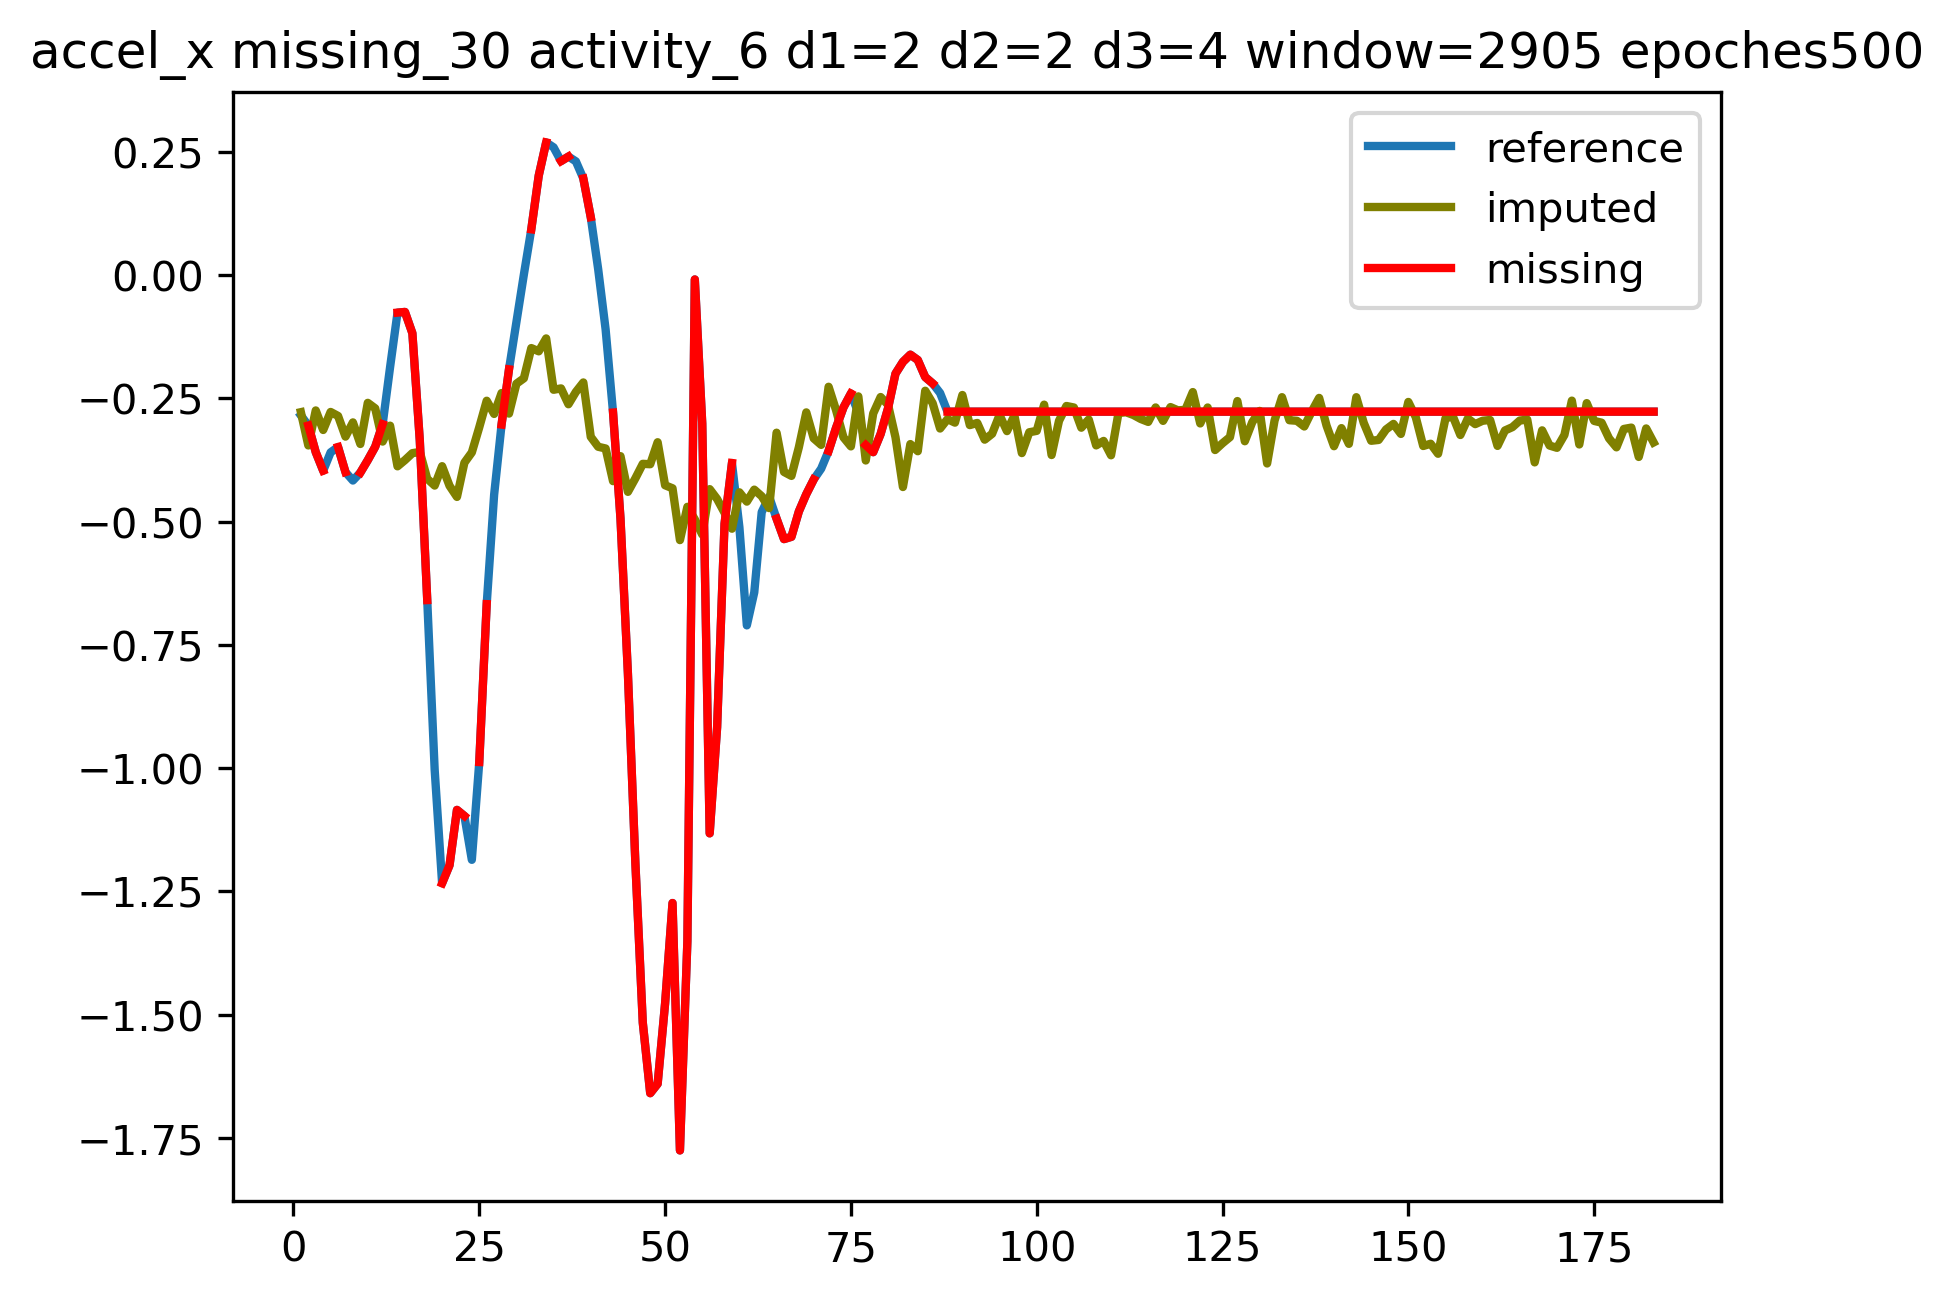 accel_x missing_30 activity_6 d1=2 d2=2 d3=4 window=2905 epoches500
reference
imputed
missing
0.25
0.00
−0.25
−0.50
−0.75
−1.00
−1.25
−1.50
−1.75
0 25 50 75 100 125 150 175